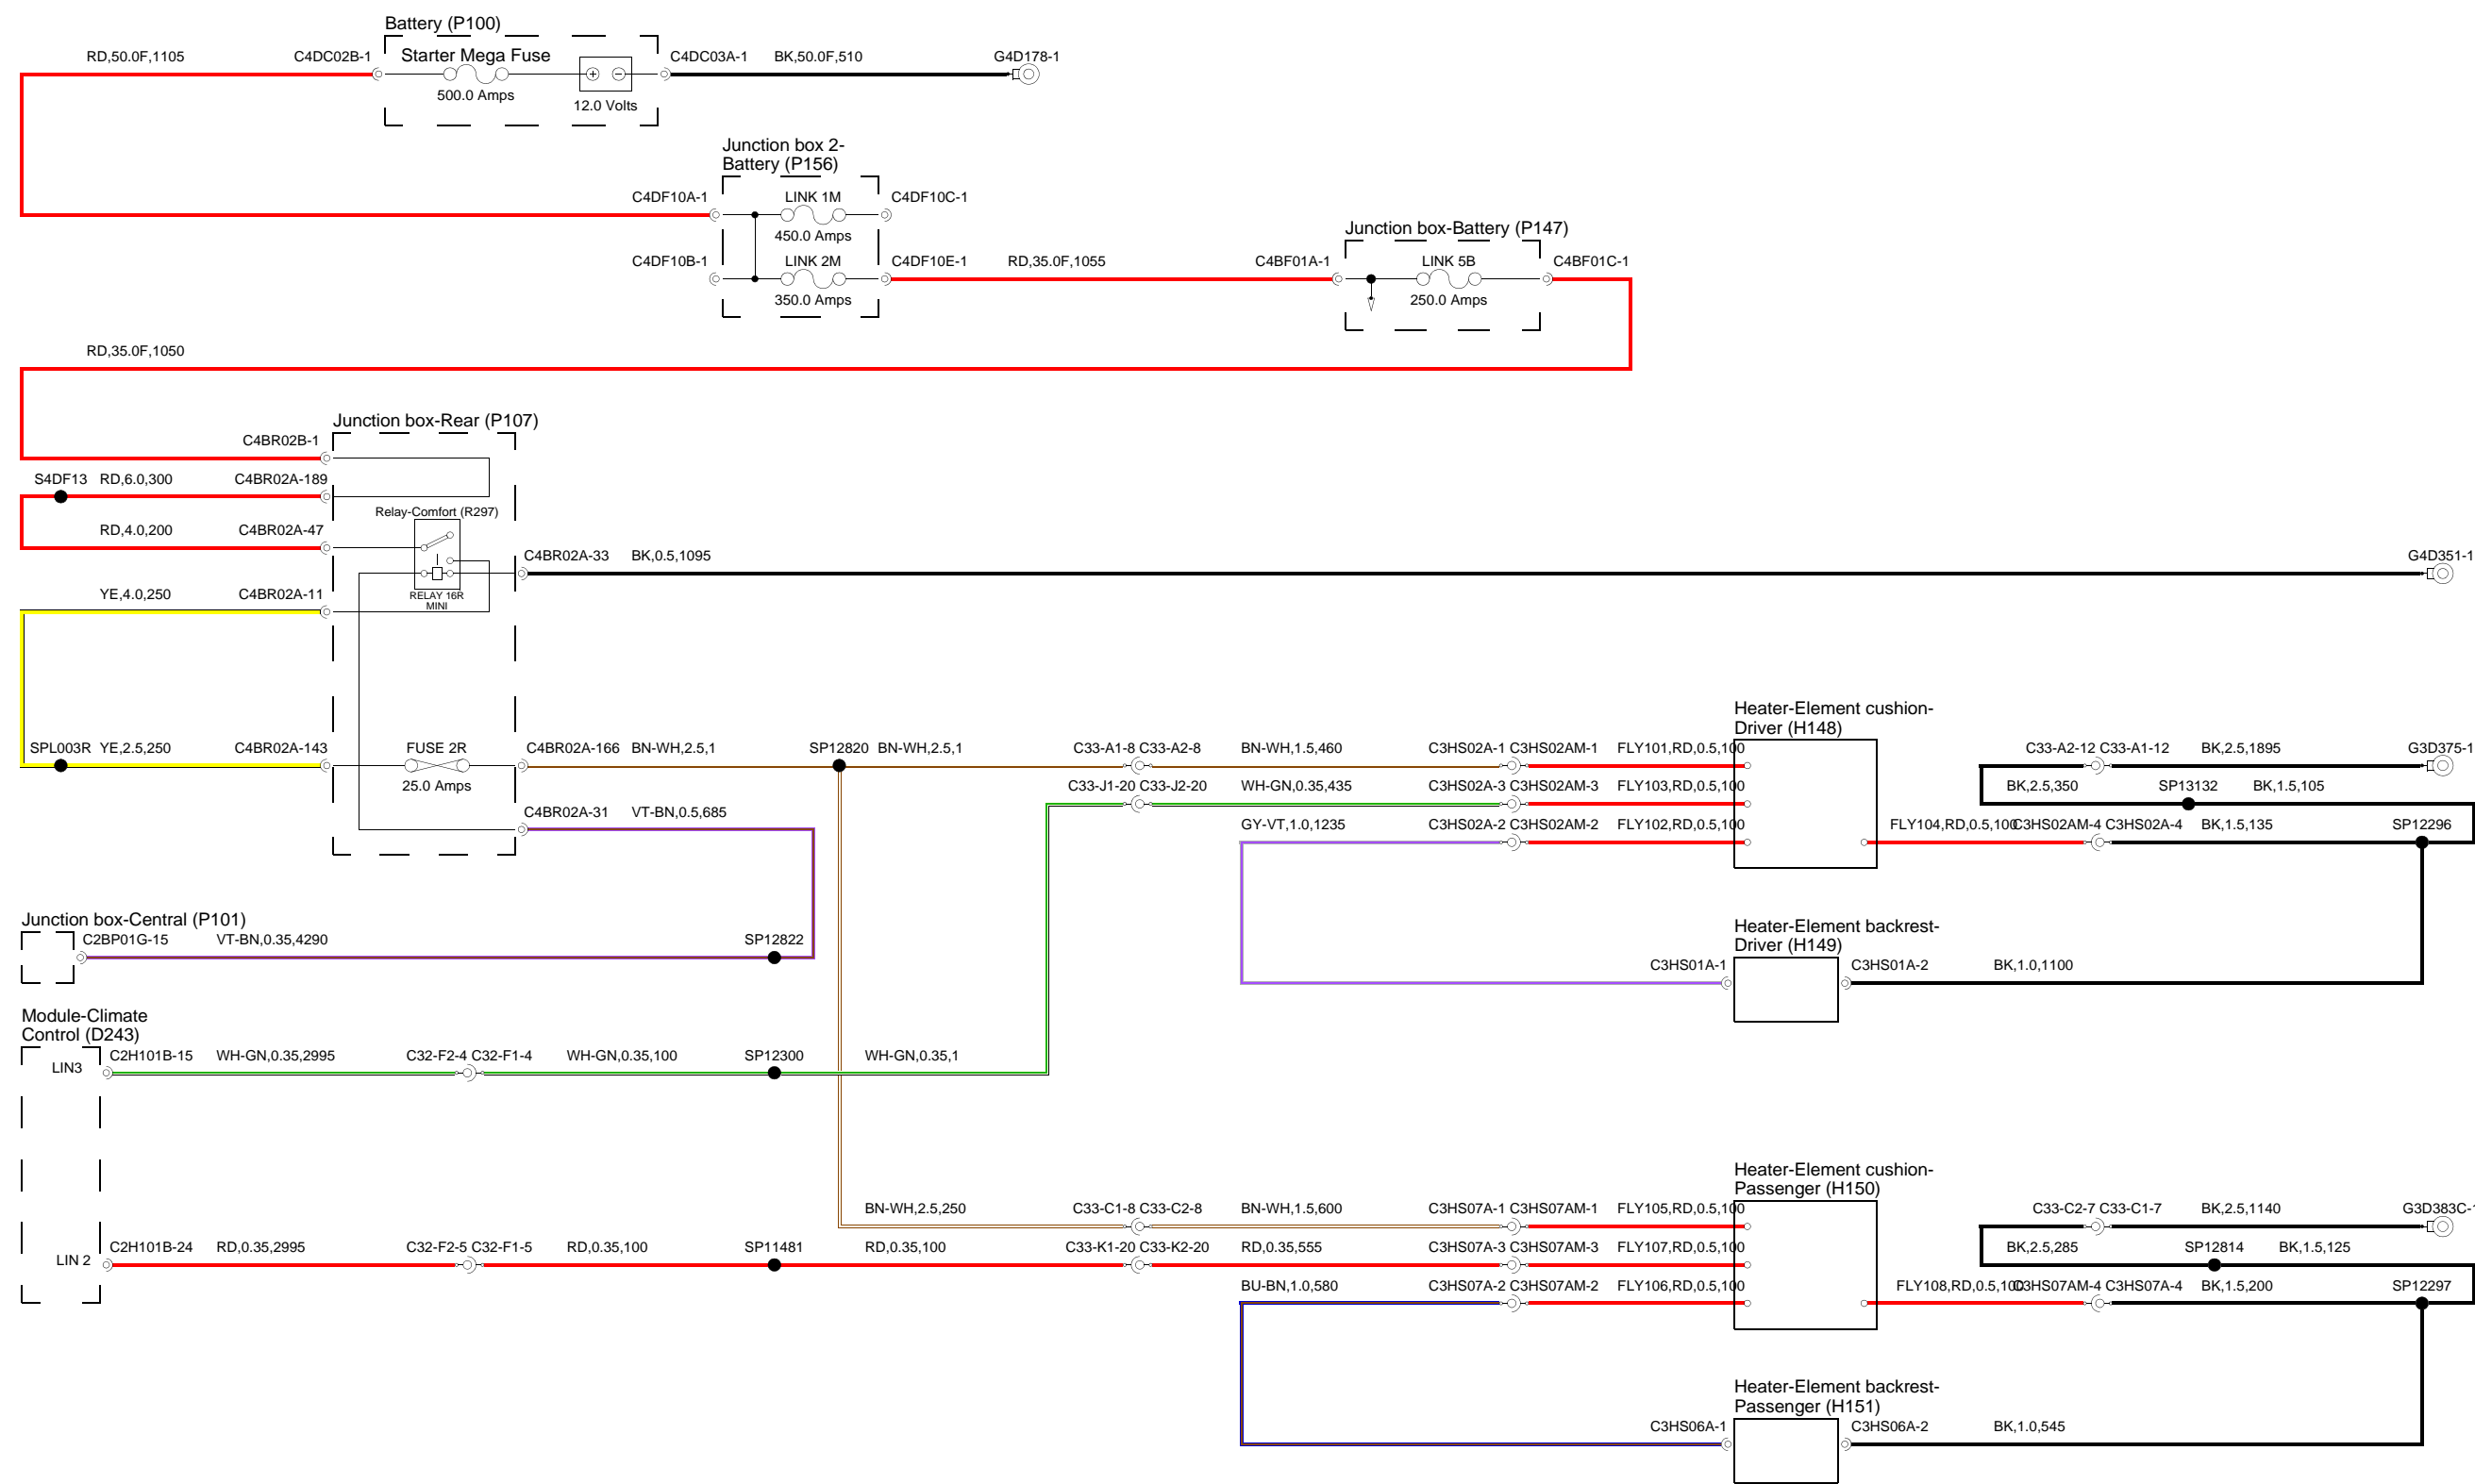 Battery (P100)
RD,50.0F,1105
C4DC02B-1
Starter Mega Fuse
C4DC03A-1
BK,50.0F,510
G4D178-1
500.0 Amps
12.0 Volts
Junction box 2-
Battery (P156)
C4DF10A-1
LINK 1M
C4DF10C-1
450.0 Amps
Junction box-Battery (P147)
C4DF10B-1
LINK 2M
C4DF10E-1
RD,35.0F,1055
C4BF01A-1
LINK 5B
C4BF01C-1
350.0 Amps
250.0 Amps
RD,35.0F,1050
Junction box-Rear (P107)
C4BR02B-1
S4DF13
RD,6.0,300
C4BR02A-189
Relay-Comfort (R297)
RD,4.0,200
C4BR02A-47
C4BR02A-33
BK,0.5,1095
G4D351-1
YE,4.0,250
C4BR02A-11
RELAY 16R
MINI
Heater-Element cushion-
Driver (H148)
SPL003R
YE,2.5,250
C4BR02A-143
FUSE 2R
C4BR02A-166
BN-WH,2.5,1
SP12820
BN-WH,2.5,1
C33-A1-8 C33-A2-8
BN-WH,1.5,460
C3HS02A-1 C3HS02AM-1
FLY101,RD,0.5,100
C33-A2-12 C33-A1-12
BK,2.5,1895
G3D375-1
25.0 Amps
C33-J1-20 C33-J2-20
WH-GN,0.35,435
C3HS02A-3 C3HS02AM-3
FLY103,RD,0.5,100
BK,2.5,350
SP13132
BK,1.5,105
C4BR02A-31
VT-BN,0.5,685
GY-VT,1.0,1235
C3HS02A-2 C3HS02AM-2
FLY102,RD,0.5,100
FLY104,RD,0.5,100
C3HS02AM-4 C3HS02A-4
BK,1.5,135
SP12296
Junction box-Central (P101)
C2BP01G-15
VT-BN,0.35,4290
SP12822
Heater-Element backrest-
Driver (H149)
C3HS01A-1
C3HS01A-2
BK,1.0,1100
Module-Climate
Control (D243)
LIN3
C2H101B-15
WH-GN,0.35,2995
C32-F2-4 C32-F1-4
WH-GN,0.35,100
SP12300
WH-GN,0.35,1
Heater-Element cushion-
Passenger (H150)
BN-WH,2.5,250
C33-C1-8 C33-C2-8
BN-WH,1.5,600
C3HS07A-1 C3HS07AM-1
FLY105,RD,0.5,100
C33-C2-7 C33-C1-7
BK,2.5,1140
G3D383C-1
LIN 2
C2H101B-24
RD,0.35,2995
C32-F2-5 C32-F1-5
RD,0.35,100
SP11481
RD,0.35,100
C33-K1-20 C33-K2-20
RD,0.35,555
C3HS07A-3 C3HS07AM-3
FLY107,RD,0.5,100
BK,2.5,285
SP12814
BK,1.5,125
BU-BN,1.0,580
C3HS07A-2 C3HS07AM-2
FLY106,RD,0.5,100
FLY108,RD,0.5,100
C3HS07AM-4 C3HS07A-4
BK,1.5,200
SP12297
Heater-Element backrest-
Passenger (H151)
C3HS06A-1
C3HS06A-2
BK,1.0,545